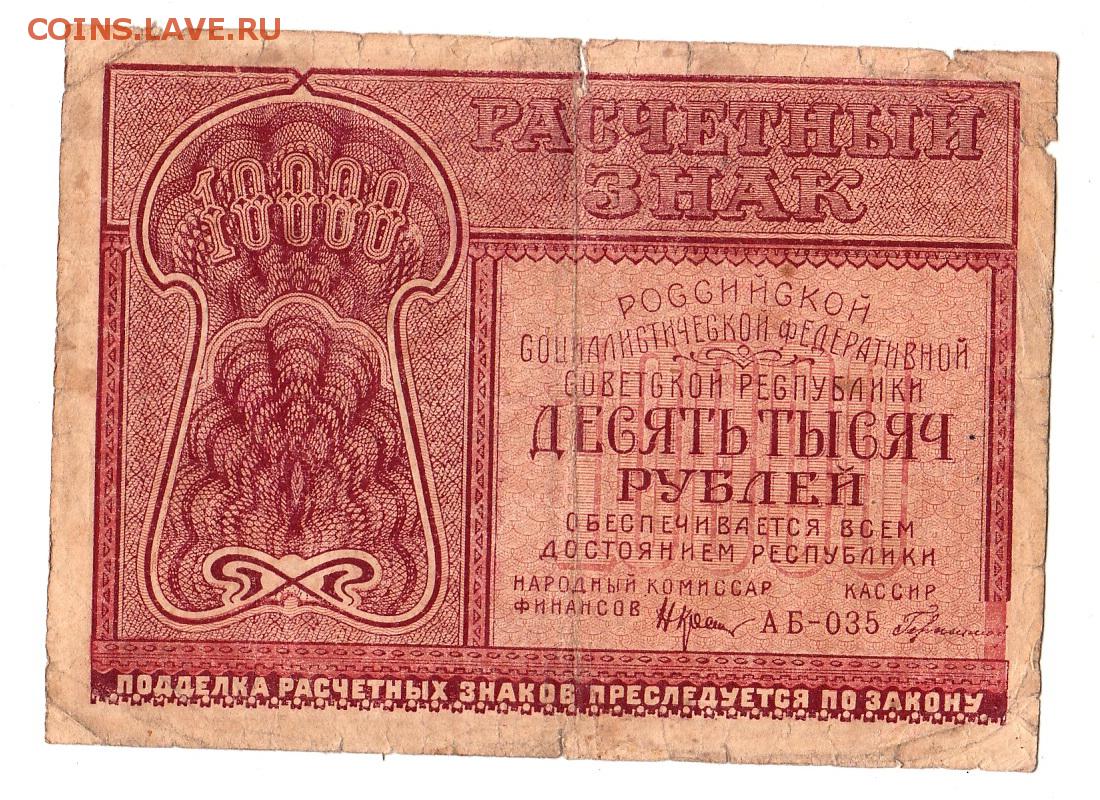 COINS.LAVE.RU
10000
РАСЧЕТНЫЙ
ЗНАК
РОССИЙСКОЙ
СОЦИАЛИСТИЧЕСКОЙ ФЕДЕРАТИВНОЙ
СОВЕТСКОЙ РЕСПУБЛИКИ
ДЕСЯТЬ ТЫСЯЧ
РУБЛЕЙ
ОБЕСПЕЧИВАЕТСЯ ВСЕМ
ДОСТОЯНИЕМ РЕСПУБЛИКИ
НАРОДНЫЙ КОМИССАР КАССИР
ФИНАНСОВ АБ-035
ПОДДЕЛКА РАСЧЕТНЫХ ЗНАКОВ ПРЕСЛЕДУЕТСЯ ПО ЗАКОНУ